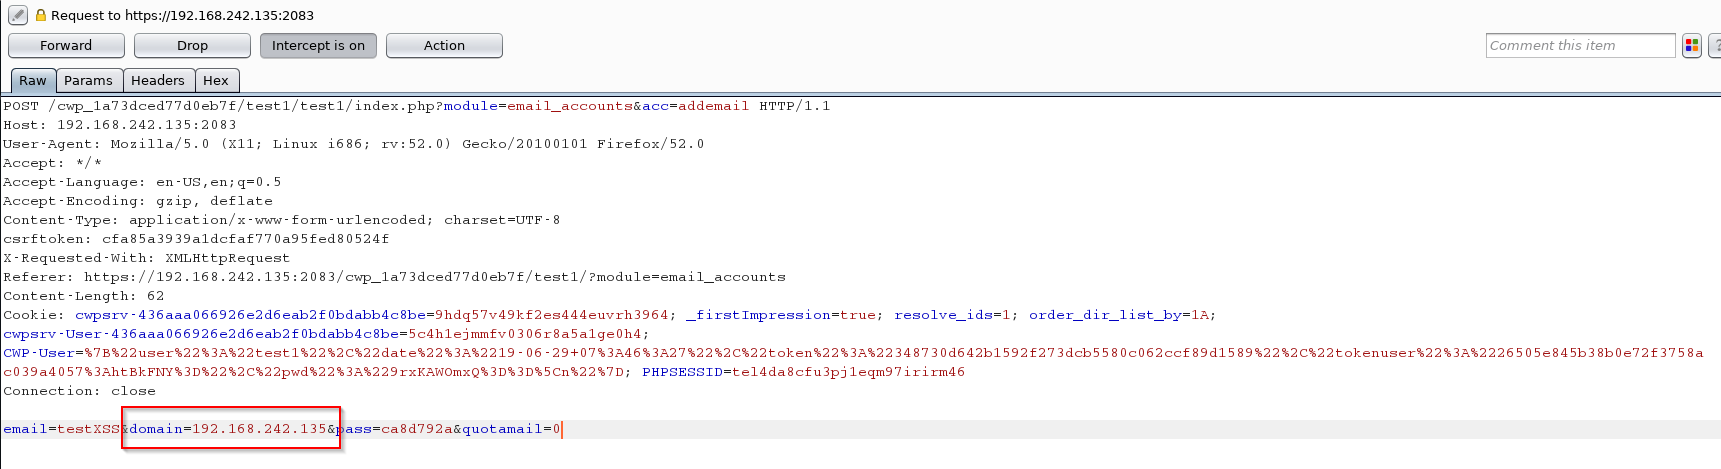 Request to https://192.168.242.135:2083
Forward Drop Intercept is on Action Comment this item ?
Raw Params Headers Hex
POST /cwp_1a73dced77d0eb7f/test1/test1/index.php?module=email_accounts&acc=addemail HTTP/1.1
Host: 192.168.242.135:2083
User-Agent: Mozilla/5.0 (X11; Linux i686; rv:52.0) Gecko/20100101 Firefox/52.0
Accept: */*
Accept-Language: en-US,en;q=0.5
Accept-Encoding: gzip, deflate
Content-Type: application/x-www-form-urlencoded; charset=UTF-8
csrftoken: cfa85a3939a1dcfaf770a95fed80524f
X-Requested-With: XMLHttpRequest
Referer: https://192.168.242.135:2083/cwp_1a73dced77d0eb7f/test1/?module=email_accounts
Content-Length: 62
Cookie: cwpsrv-436aaa066926e2d6eab2f0bdabb4c8be=9hdq57v49kf2es444euvrh3964; _firstImpression=true; resolve_ids=1; order_dir_list_by=1A;
cwpsrv-User-436aaa066926e2d6eab2f0bdabb4c8be=5c4h1ejmmfv0306r8a5a1ge0h4;
CWP-User=%7B%22user%22%3A%22test1%22%2C%22date%22%3A%2219-06-29+07%3A46%3A27%22%2C%22token%22%3A%22348730d642b1592f273dcb5580c062ccf89d1589%22%2C%22tokenuser%22%3A%2226505e845b38b0e72f3758a
c039a4057%3AhtBkFNY%3D%22%2C%22pwd%22%3A%229rxKAWOmxQ%3D%3D%5Cn%22%7D; PHPSESSID=tel4da8cfu3pj1eqm97irirm46
Connection: close
email=testXSS&domain=192.168.242.135&pass=ca8d792a&quotamail=0